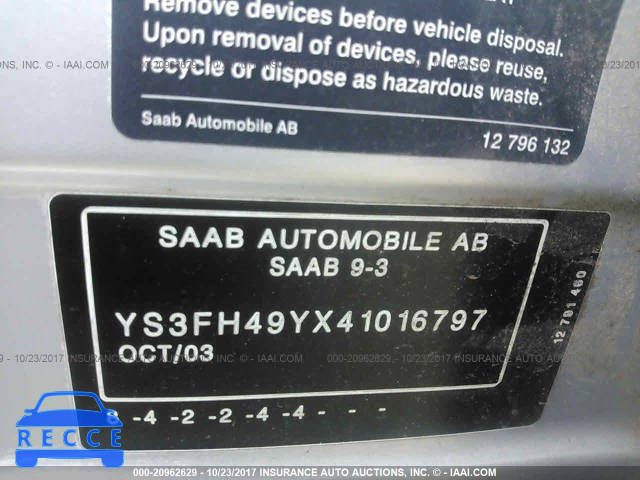 Remove devices before vehicle disposal.
Upon removal of devices, please reuse,
recycle or dispose as hazardous waste.
Saab Automobile AB
12 796 132
SAAB AUTOMOBILE AB
SAAB 9-3
YS3FH49YX41016797
OCT/03
-4-2-2-4-4- - -
12 791 460
RECCE
000-20962629 - 10/23/2017 INSURANCE AUTO AUCTIONS, INC. - © - IAAI.COM